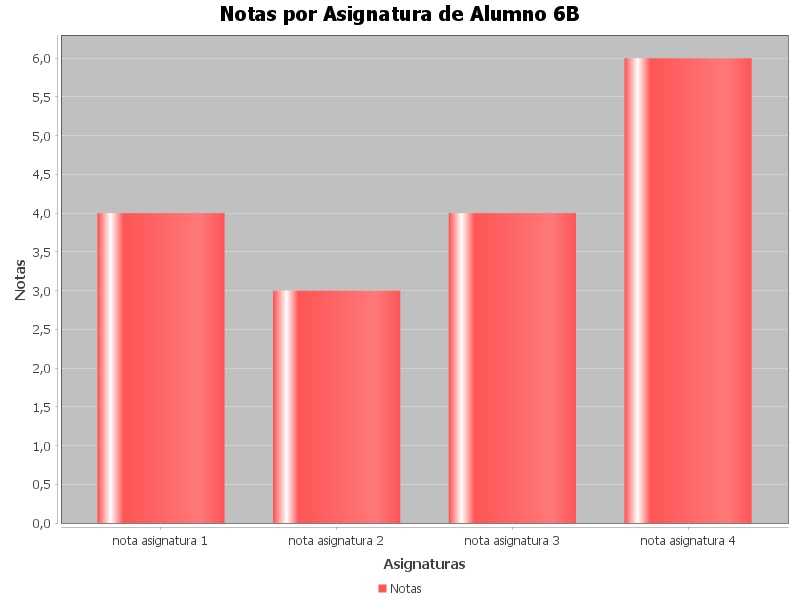 Notas por Asignatura de Alumno 6B
Notas
6,0
5,5
5,0
4,5
4,0
3,5
3,0
2,5
2,0
1,5
1,0
0,5
0,0
nota asignatura 1
nota asignatura 2
nota asignatura 3
nota asignatura 4
Asignaturas
Notas